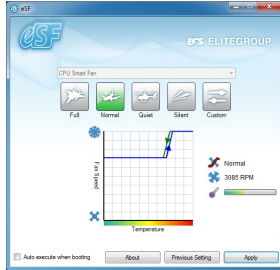 eSF
eSF
ECS ELITEGROUP
CPU Smart Fan
Full
Normal
Quiet
Silent
Custom
Fan Speed
Normal
3085 RPM
Temperature
Auto execute when booting
About
Previous Setting
Apply